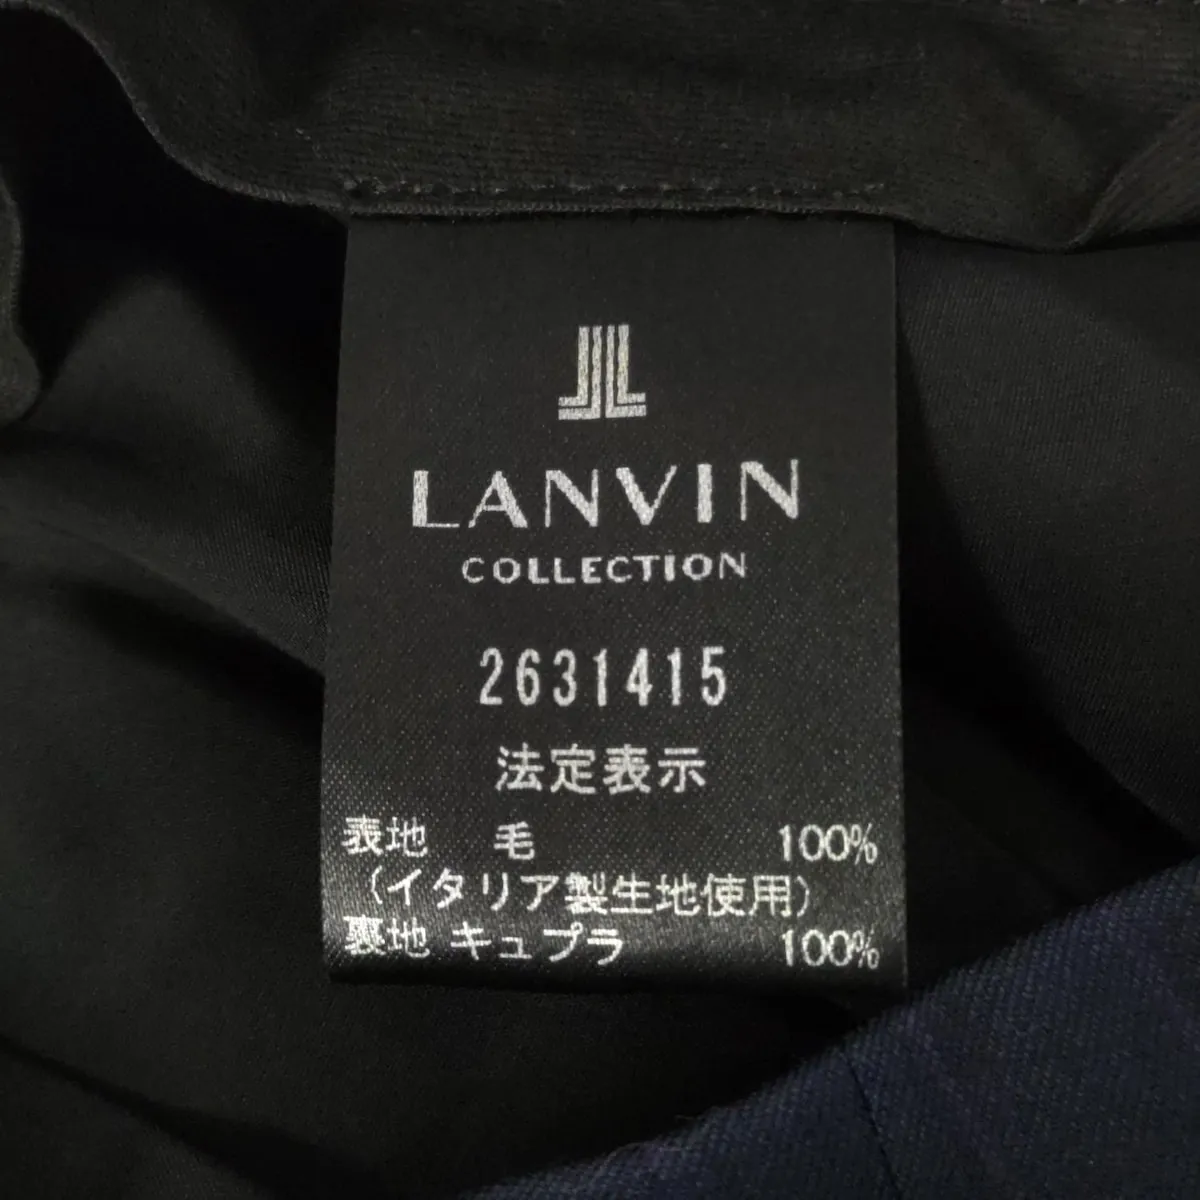 LANVIN
COLLECTION
2631415
法定表示
表地 毛 100%
(イタリア製生地使用)
裏地 キュプラ 100%